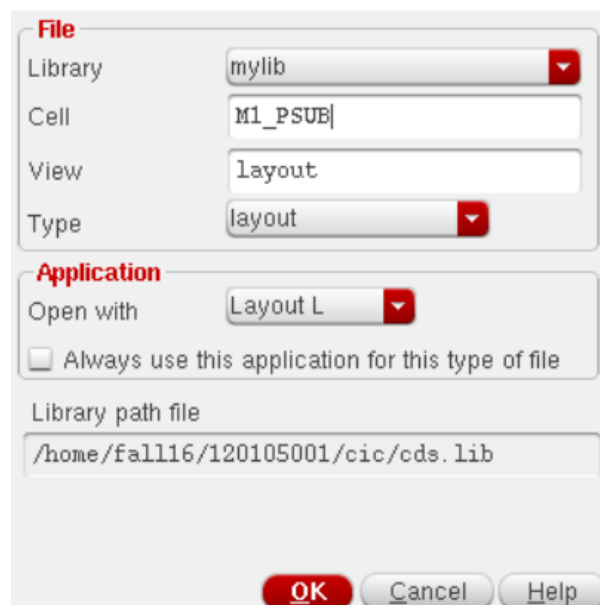 File
Library mylib
Cell M1_PSUB
View layout
Type layout
Application
Open with Layout L
Always use this application for this type of file
Library path file
/home/fall16/120105001/cic/cds.lib
OK Cancel Help